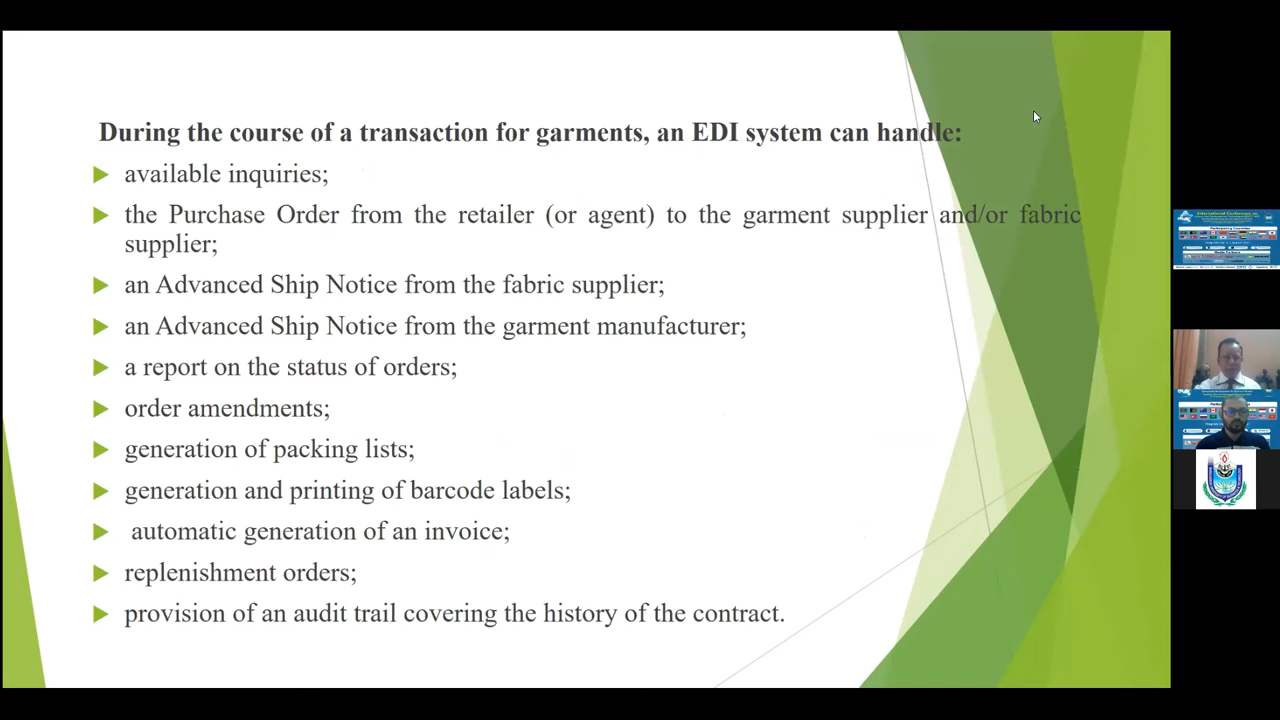 During the course of a transaction for garments, an EDI system can handle:
available inquiries;
the Purchase Order from the retailer (or agent) to the garment supplier and/or fabric
supplier;
an Advanced Ship Notice from the fabric supplier;
an Advanced Ship Notice from the garment manufacturer;
a report on the status of orders;
order amendments;
generation of packing lists;
generation and printing of barcode labels;
automatic generation of an invoice;
replenishment orders;
provision of an audit trail covering the history of the contract.
International Conference on